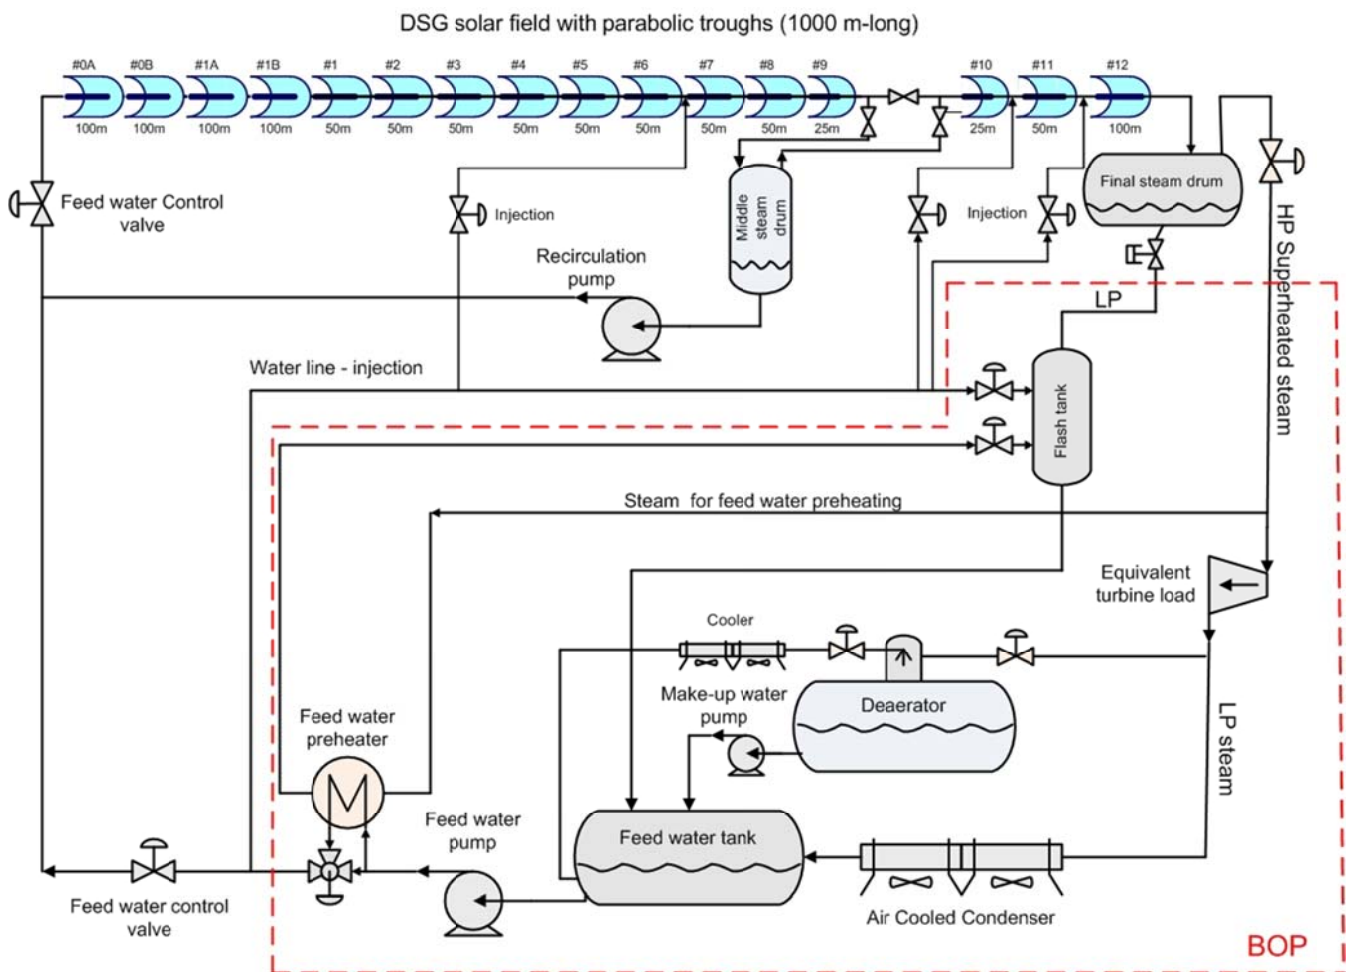 DSG solar field with parabolic troughs (1000 m-long)
#0A #0B #1A #1B #1 #2 #3 #4 #5 #6 #7 #8 #9 #10 #11 #12
100m 100m 100m 100m 50m 50m 50m 50m 50m 50m 50m 50m 25m 25m 50m 100m
Feed water Control
valve
Injection
Middle
steam
drum
Injection
Final steam drum
Recirculation
pump
LP
HP Superheated steam
Water line - injection
Flash tank
Steam for feed water preheating
Equivalent
turbine load
Cooler
Make-up water
pump
Deaerator
LP steam
Feed water
preheater
Feed water
pump
Feed water tank
Feed water control
valve
Air Cooled Condenser
BOP